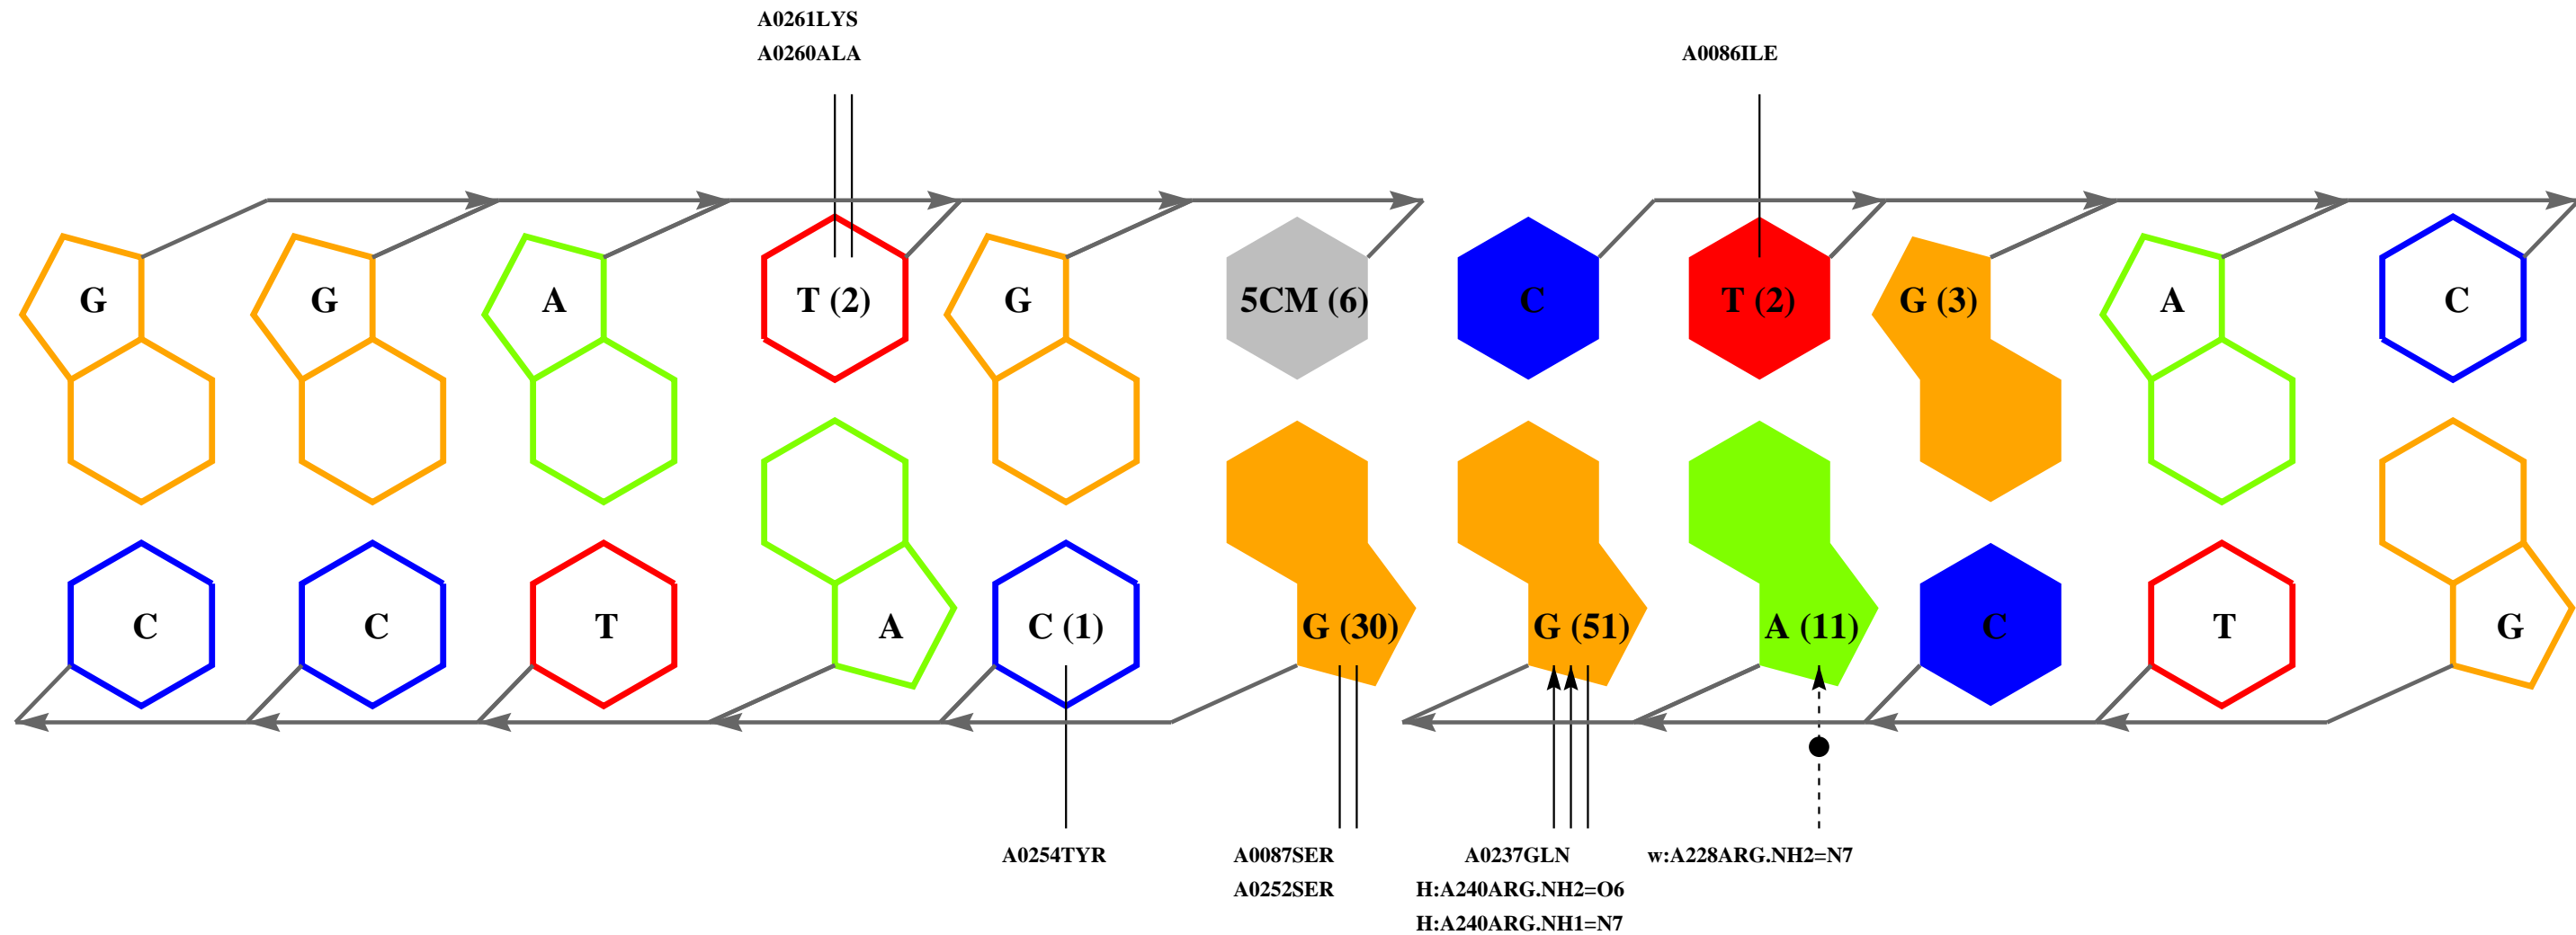 A0261LYS
A0260ALA
A0086ILE
G G A T (2) G 5CM (6) C T (2) G (3) A C
C C T A C (1) G (30) G (51) A (11) C T G
A0254TYR A0087SER A0237GLN w:A228ARG.NH2=N7
A0252SER H:A240ARG.NH2=O6
H:A240ARG.NH1=N7